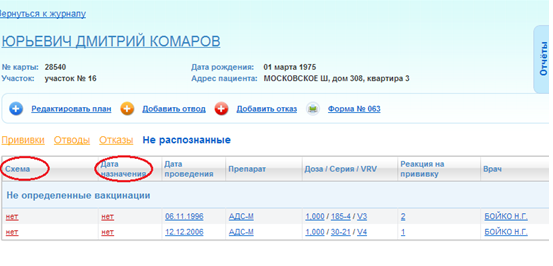 Вернуться к журналу
ЮРЬЕВИЧ ДМИТРИЙ КОМАРОВ
№ карты: 28540 Дата рождения: 01 марта 1975
Участок: участок № 16 Адрес пациента: МОСКОВСКОЕ Ш, дом 308, квартира 3
Отчёты
Редактировать план Добавить отвод Добавить отказ Форма № 063
Прививки Отводы Отказы Не распознанные
Схема Дата назначения Дата проведения Препарат Доза / Серия / VRV Реакция на прививку Врач
Не определенные вакцинации
нет нет 06.11.1996 АДС-М 1,000 / 185-4 / V3 2 БОЙКО Н.Г.
нет нет 12.12.2006 АДС-М 1,000 / 30-21 / V4 1 БОЙКО Н.Г.